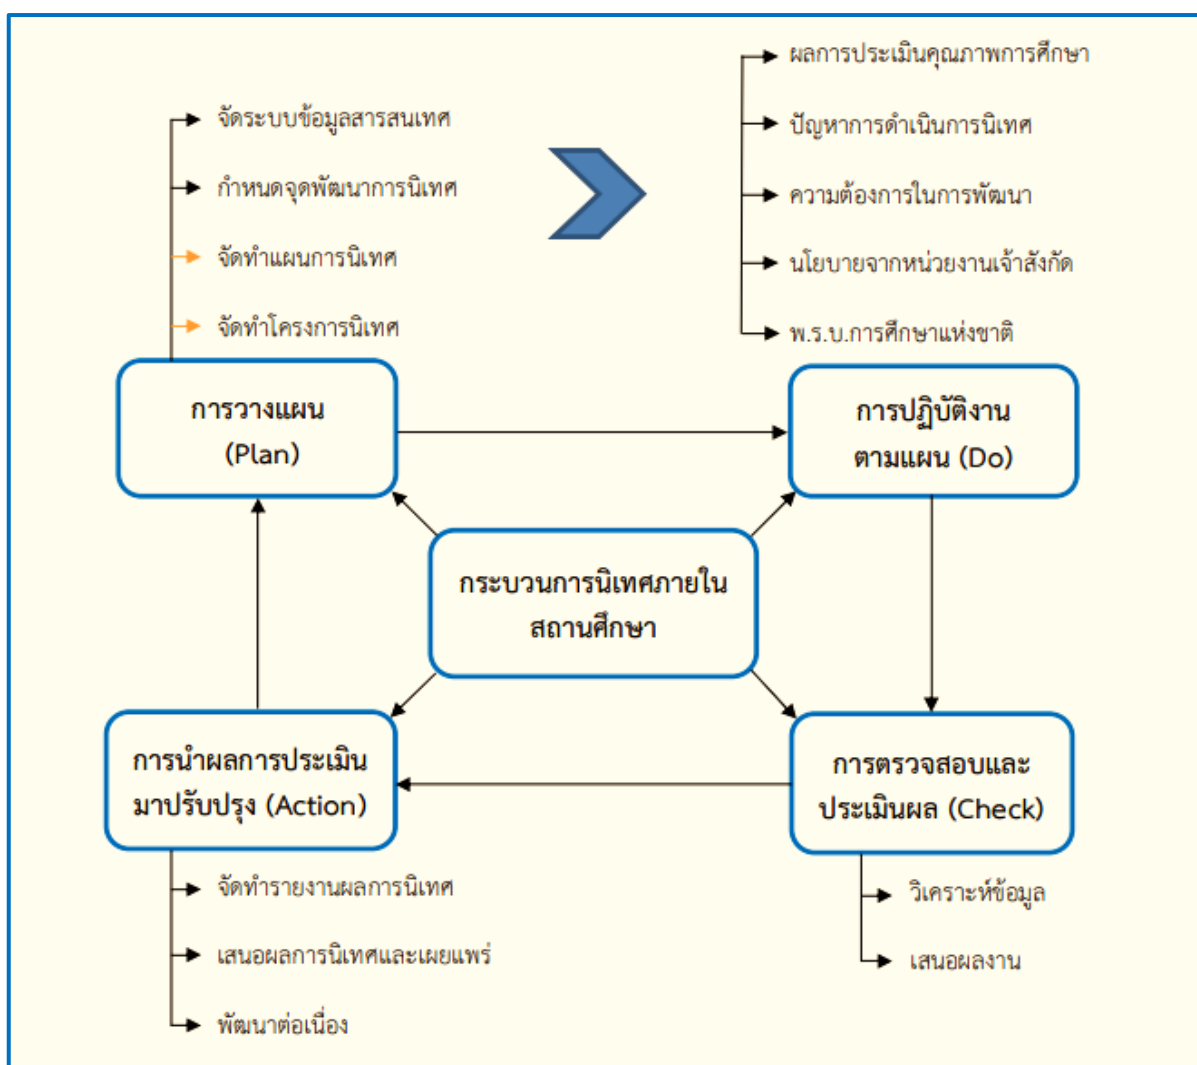 จัดระบบข้อมูลสารสนเทศ
กำหนดจุดพัฒนาการนิเทศ
จัดทำแผนการนิเทศ
จัดทำโครงการนิเทศ
ผลการประเมินคุณภาพการศึกษา
ปัญหาการดำเนินการนิเทศ
ความต้องการในการพัฒนา
นโยบายจากหน่วยงานเจ้าสังกัด
พ.ร.บ.การศึกษาแห่งชาติ
การวางแผน
(Plan)
การปฏิบัติงาน
ตามแผน (Do)
กระบวนการนิเทศภายใน
สถานศึกษา
การนำผลการประเมิน
มาปรับปรุง (Action)
การตรวจสอบและ
ประเมินผล (Check)
จัดทำรายงานผลการนิเทศ
เสนอผลการนิเทศและเผยแพร่
พัฒนาต่อเนื่อง
วิเคราะห์ข้อมูล
เสนอผลงาน